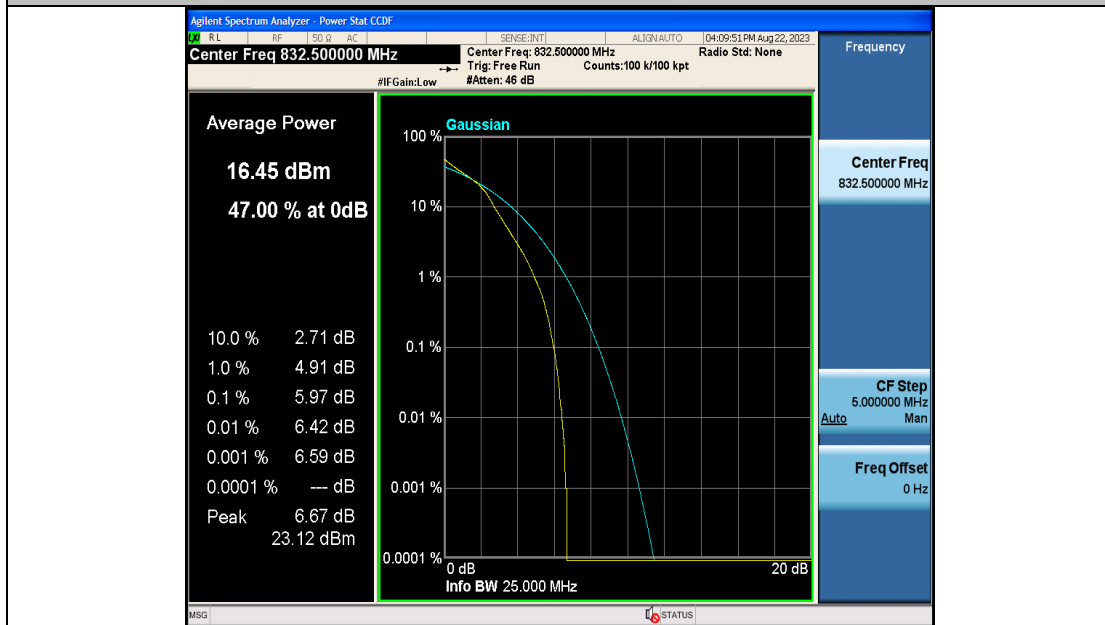 Agilent Spectrum Analyzer - Power Stat CCDF
LXI RL RF 50 Ω AC SENSE:INT ALIGNAUTO 04:09:51 PM Aug 22, 2023
Center Freq 832.500000 MHz
Center Freq: 832.500000 MHz Radio Std: None
Trig: Free Run Counts:100 k/100 kpt
#IFGain:Low #Atten: 46 dB
Frequency
Average Power
16.45 dBm
47.00 % at 0dB
10.0 % 2.71 dB
1.0 % 4.91 dB
0.1 % 5.97 dB
0.01 % 6.42 dB
0.001 % 6.59 dB
0.0001 % --- dB
Peak 6.67 dB
23.12 dBm
Gaussian
100 %
10 %
1 %
0.1 %
0.01 %
0.001 %
0.0001 %
0 dB 20 dB
Info BW 25.000 MHz
Center Freq
832.500000 MHz
CF Step
5.000000 MHz
Auto Man
Freq Offset
0 Hz
MSG STATUS